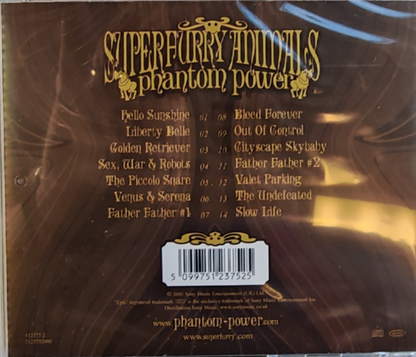 SUPER FURRY ANIMALS
phantom power
Hello Sunshine 01 08 Bleed Forever
Liberty Belle 02 09 Out Of Control
Golden Retriever 03 10 Cityscape Skybaby
Sex, War & Robots 04 11 Father Father #2
The Piccolo Snare 05 12 Valet Parking
Venus & Serena 06 13 The Undefeated
Father Father #1 07 14 Slow Life
5 099751 237525
www.phantom-power.com
www.superfurry.com